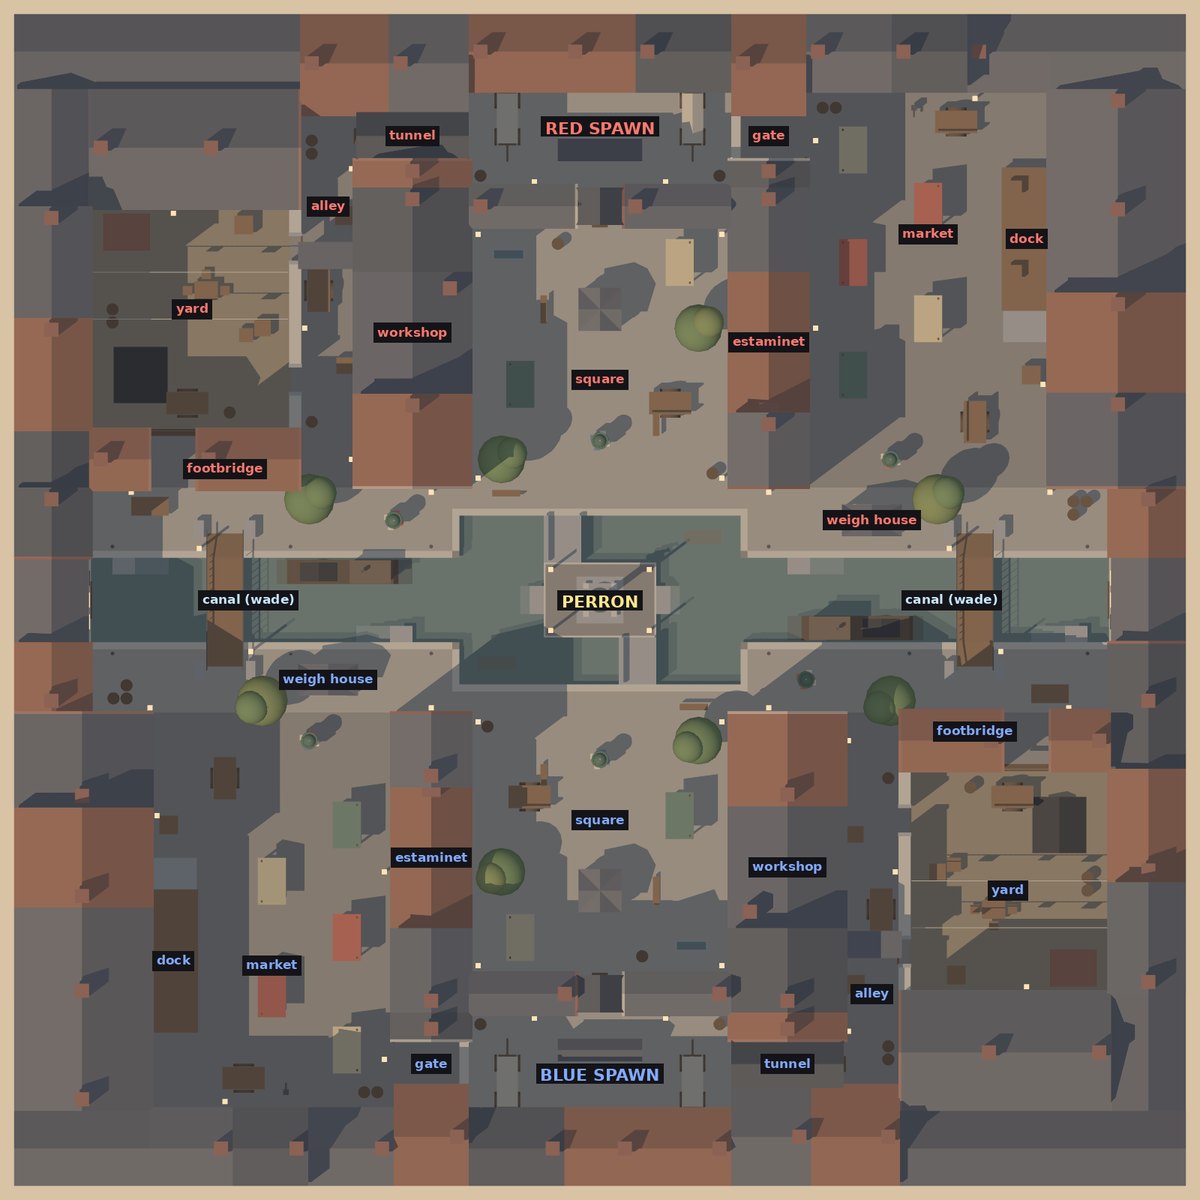 RED SPAWN
tunnel
gate
alley
market
dock
yard
workshop
estaminet
square
footbridge
weigh house
canal (wade)
PERRON
canal (wade)
weigh house
footbridge
square
estaminet
workshop
yard
dock
market
alley
gate
BLUE SPAWN
tunnel